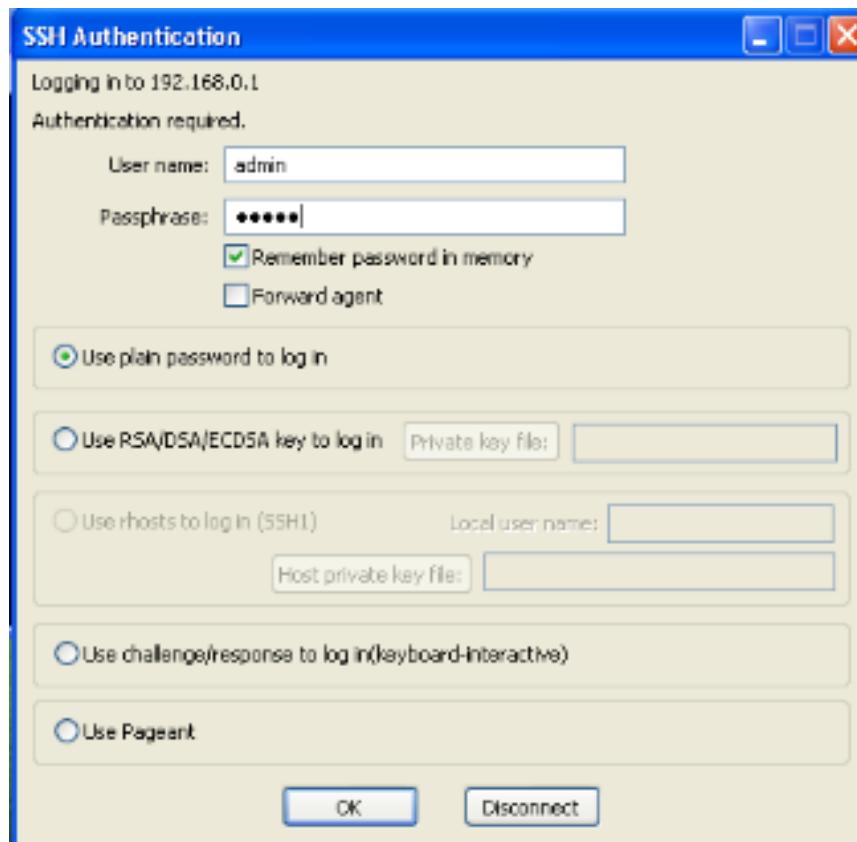 SSH Authentication
Logging in to 192.168.0.1
Authentication required.
User name: admin
Passphrase: ●●●●●
Remember password in memory
Forward agent
Use plain password to log in
Use RSA/DSA/ECDSA key to log in Private key file:
Use rhosts to log in (SSH1) Local user name:
Host private key file:
Use challenge/response to log in(keyboard-interactive)
Use Pageant
OK Disconnect